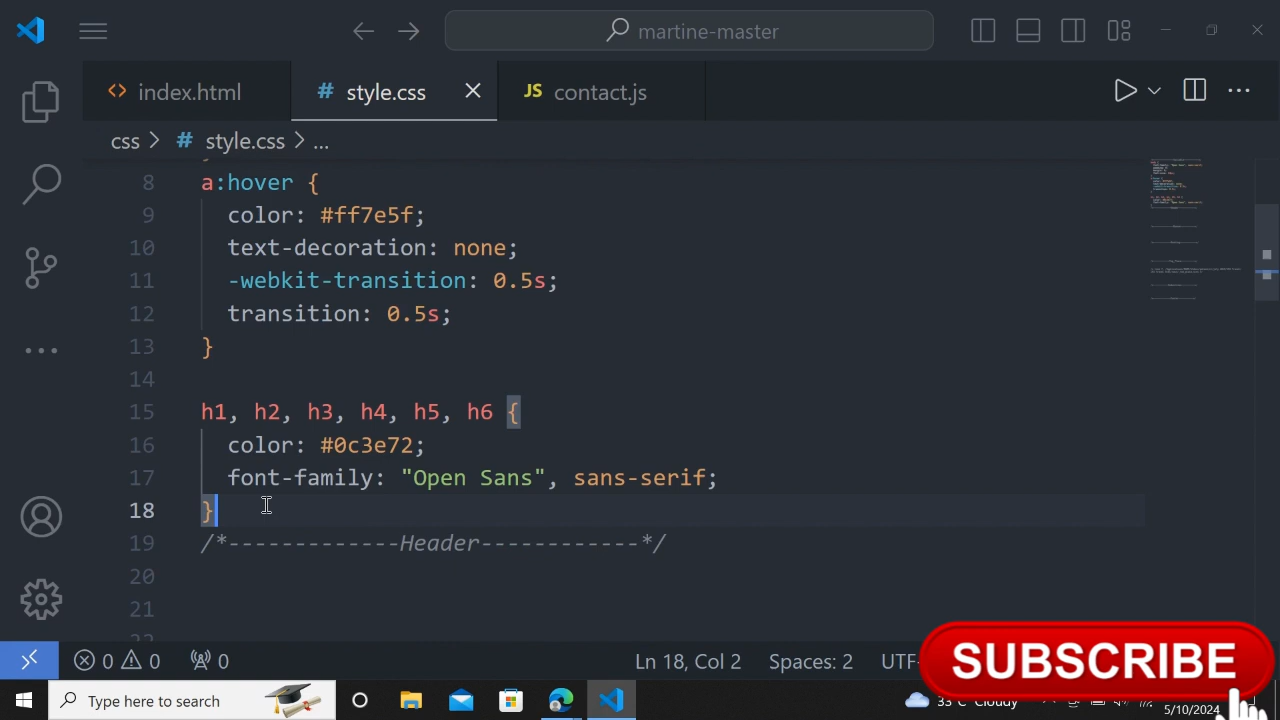 martine-master
index.html
# style.css
JS contact.js
css > # style.css > ...
8 a:hover {
9 color: #ff7e5f;
10 text-decoration: none;
11 -webkit-transition: 0.5s;
12 transition: 0.5s;
13 }
14
15 h1, h2, h3, h4, h5, h6 {
16 color: #0c3e72;
17 font-family: "Open Sans", sans-serif;
18 }
19 /*-------------Header------------*/
20
21
0 0 0
Ln 18, Col 2 Spaces: 2 UTF-
SUBSCRIBE
Type here to search
33° Cloudy
5/10/2024